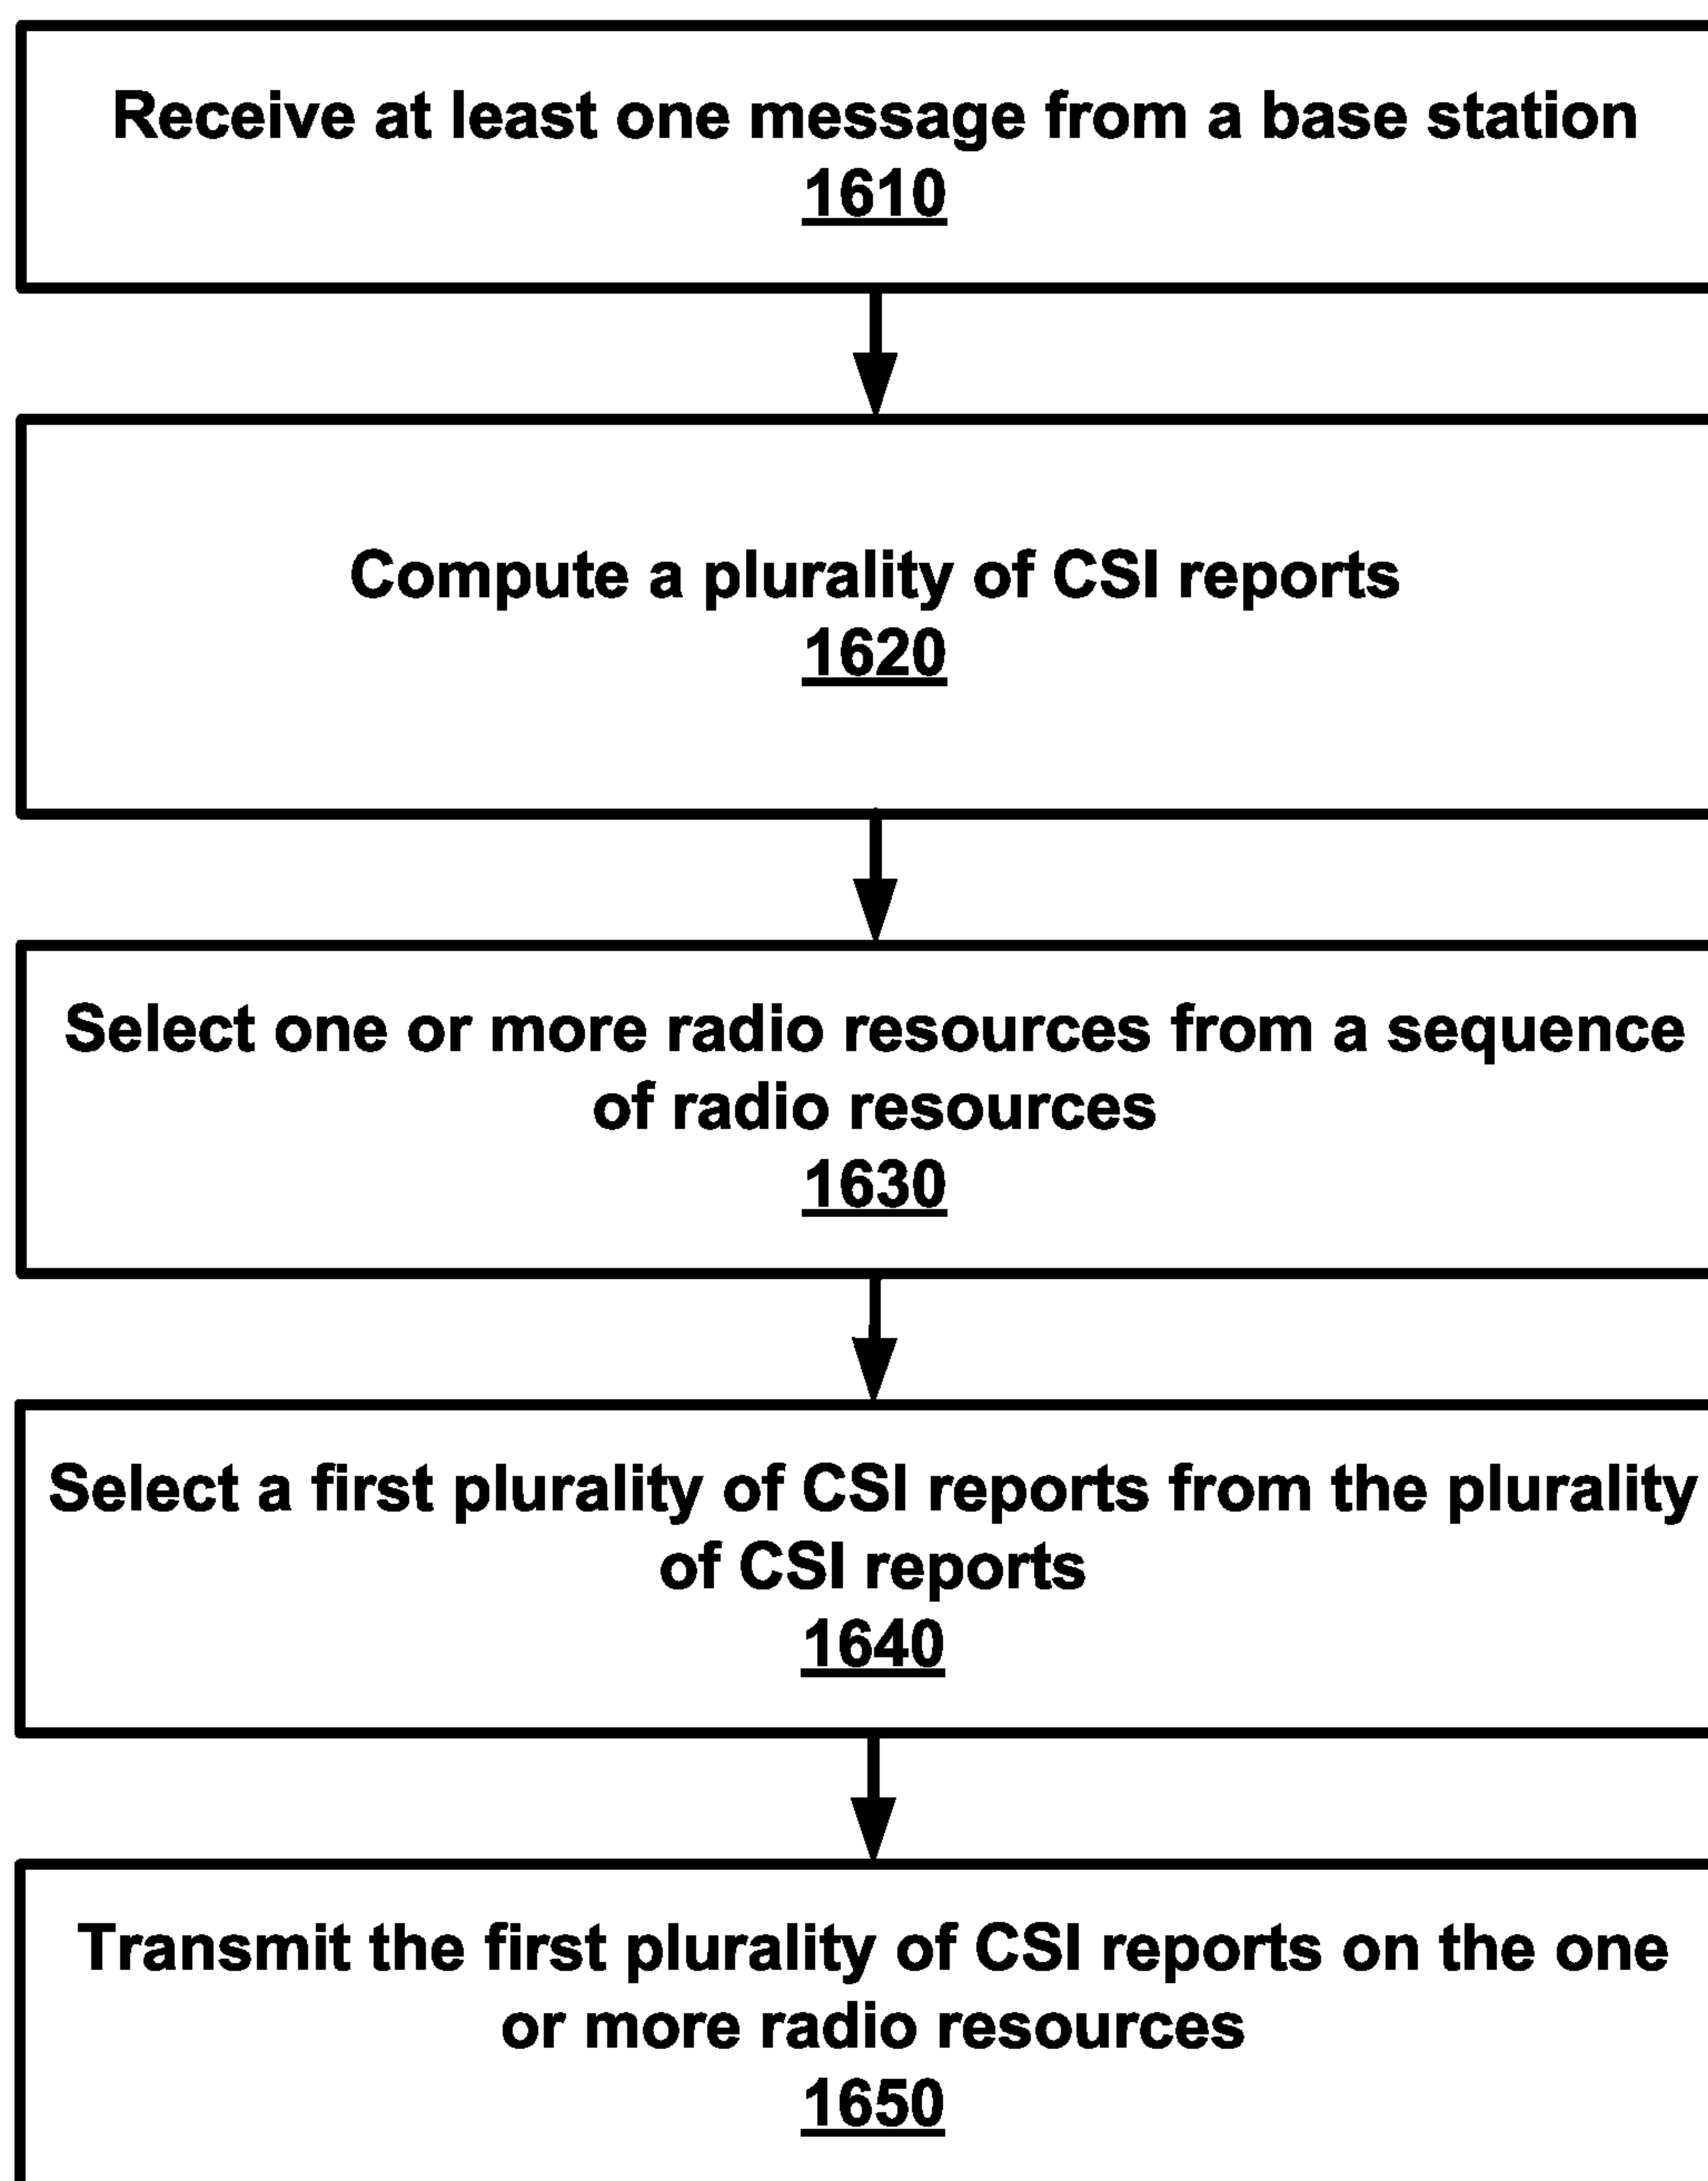 Receive at least one message from a base station
1610
Compute a plurality of CSI reports
1620
Select one or more radio resources from a sequence
of radio resources
1630
Select a first plurality of CSI reports from the plurality
of CSI reports
1640
Transmit the first plurality of CSI reports on the one
or more radio resources
1650